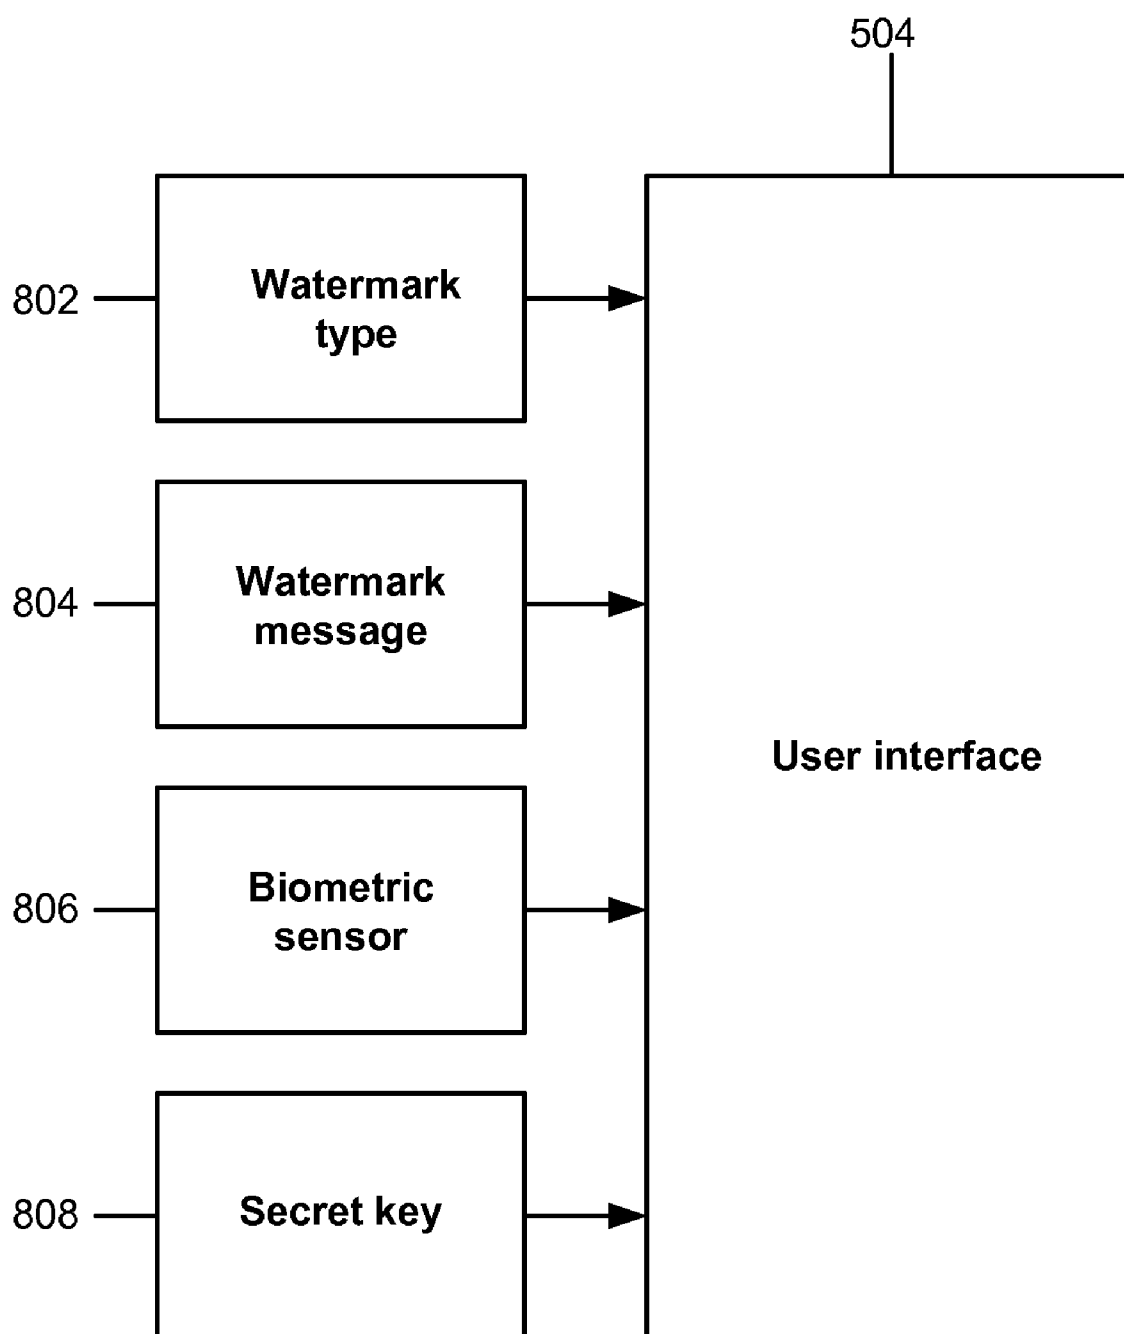 504
802
Watermark
type
804
Watermark
message
User interface
806
Biometric
sensor
808
Secret key